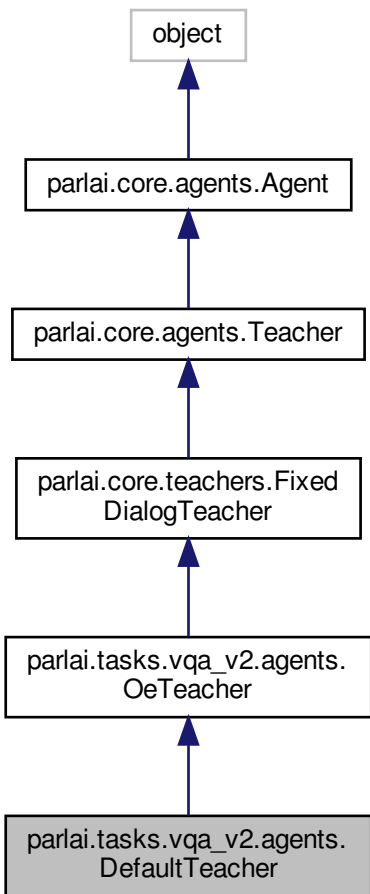 object
parlai.core.agents.Agent
parlai.core.agents.Teacher
parlai.core.teachers.Fixed
DialogTeacher
parlai.tasks.vqa_v2.agents.
OeTeacher
parlai.tasks.vqa_v2.agents.
DefaultTeacher